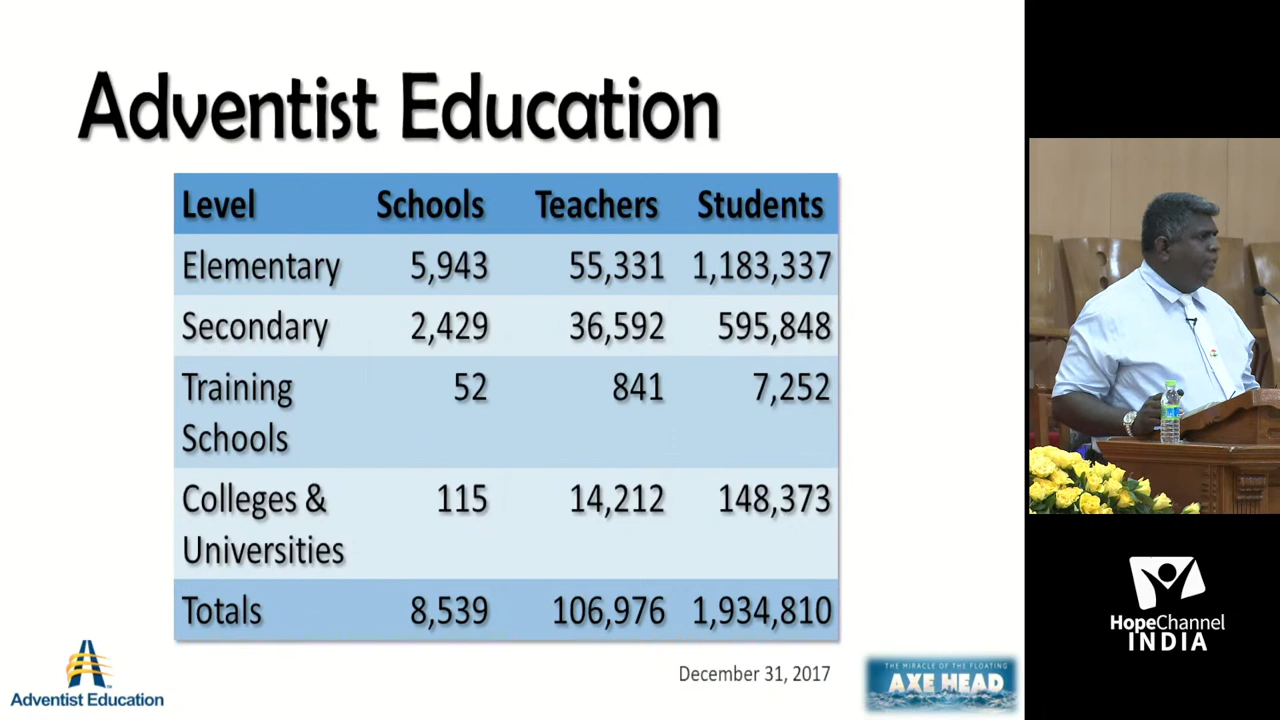 Adventist Education
Level Schools Teachers Students
Elementary 5,943 55,331 1,183,337
Secondary 2,429 36,592 595,848
Training Schools 52 841 7,252
Colleges & Universities 115 14,212 148,373
Totals 8,539 106,976 1,934,810
December 31, 2017
Adventist Education
THE MIRACLE OF THE FLOATING
AXE HEAD
HopeChannel
INDIA